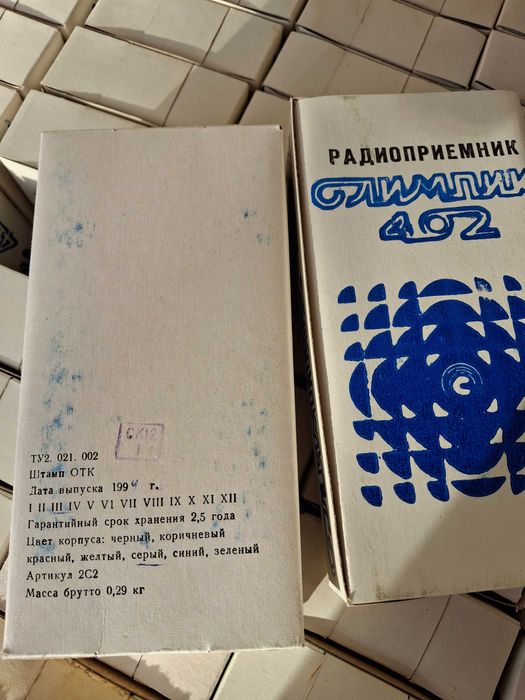 ТУ2. 021. 002
Штамп ОТК
Дата выпуска 1994 г.
I II III IV V VI VII VIII IX X XI XII
Гарантийный срок хранения 2,5 года
Цвет корпуса: черный, коричневый
красный, желтый, серый, синий, зеленый
Артикул 2С2
Масса брутто 0,29 кг
РАДИОПРИЕМНИК
ОЛИМПИК
402